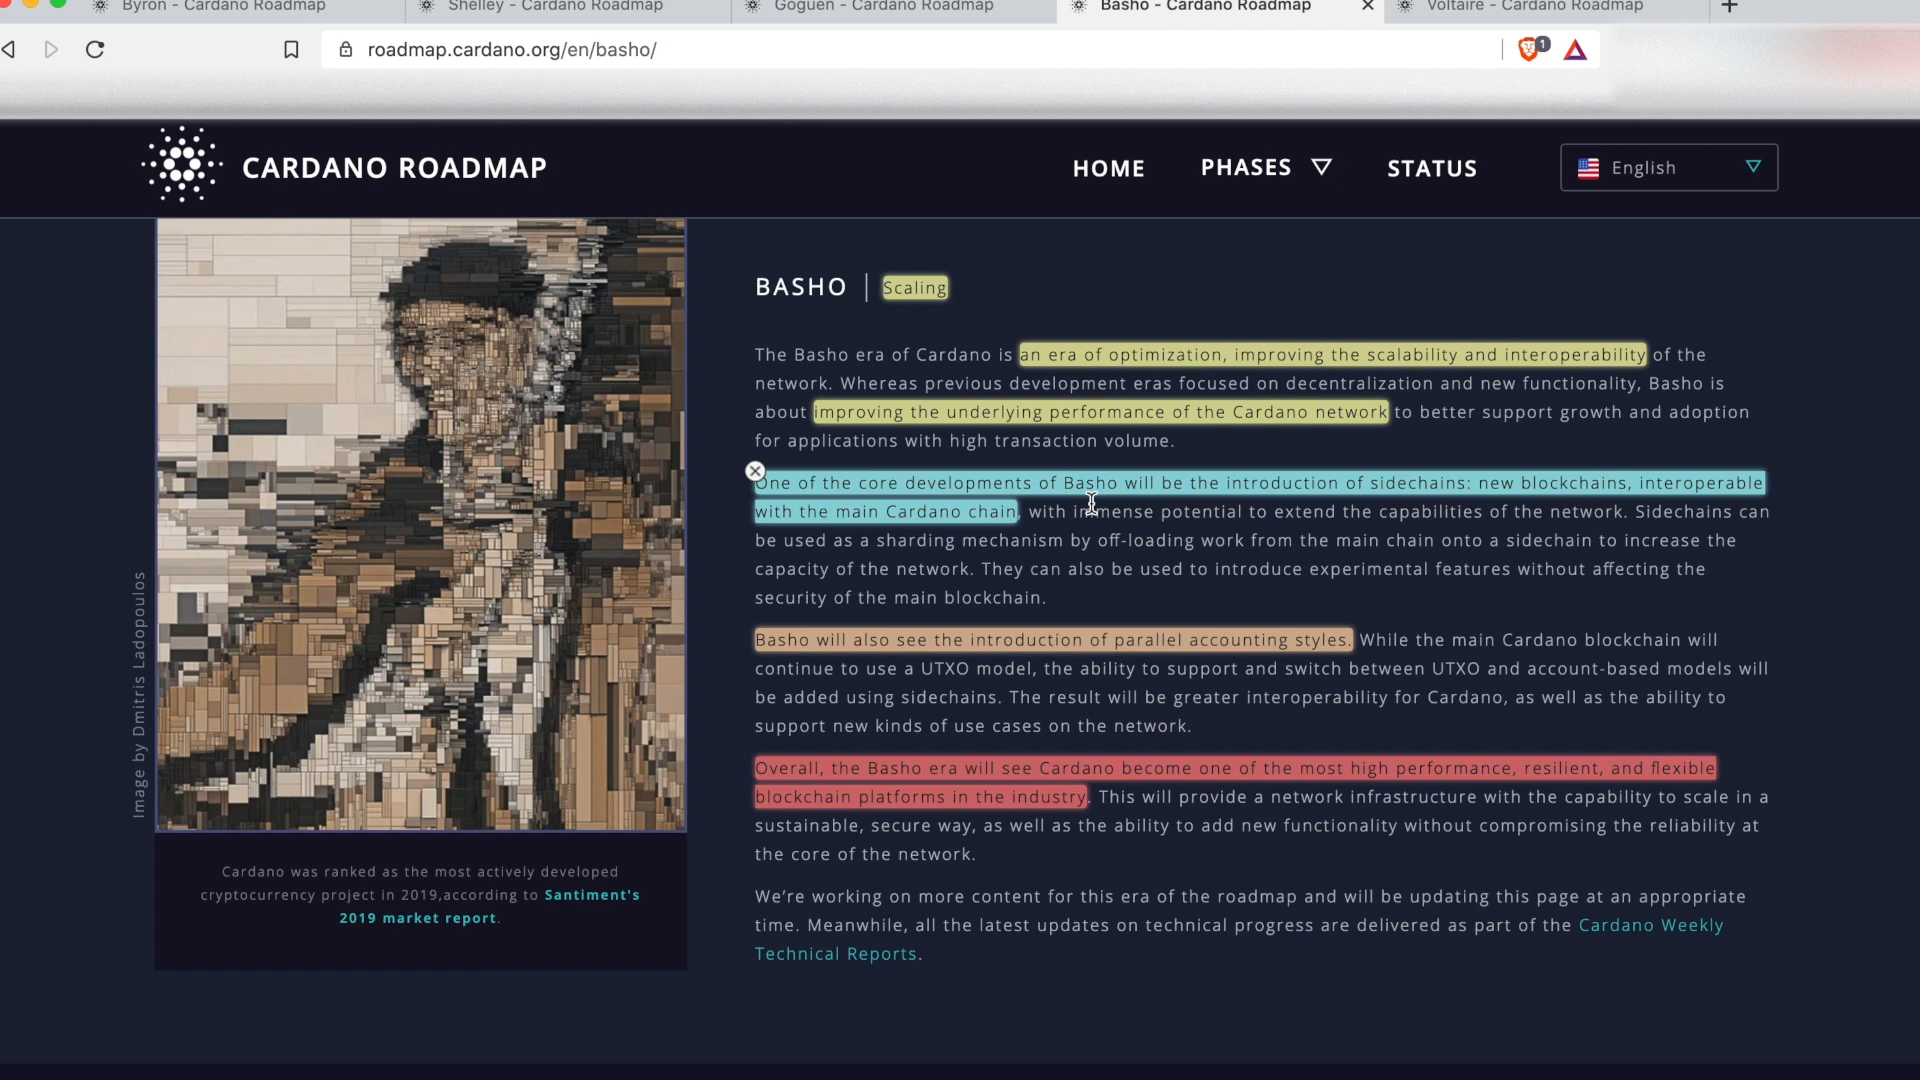 Byron - Cardano Roadmap
Shelley - Cardano Roadmap
Goguen - Cardano Roadmap
Basho - Cardano Roadmap
Voltaire - Cardano Roadmap
roadmap.cardano.org/en/basho/
1
CARDANO ROADMAP
HOME
PHASES
STATUS
English
Image by Dmitris Ladopoulos
Cardano was ranked as the most actively developed
cryptocurrency project in 2019,according to Santiment's
2019 market report.
BASHO | Scaling
The Basho era of Cardano is an era of optimization, improving the scalability and interoperability of the
network. Whereas previous development eras focused on decentralization and new functionality, Basho is
about improving the underlying performance of the Cardano network to better support growth and adoption
for applications with high transaction volume.
One of the core developments of Basho will be the introduction of sidechains: new blockchains, interoperable
with the main Cardano chain, with immense potential to extend the capabilities of the network. Sidechains can
be used as a sharding mechanism by off-loading work from the main chain onto a sidechain to increase the
capacity of the network. They can also be used to introduce experimental features without affecting the
security of the main blockchain.
Basho will also see the introduction of parallel accounting styles. While the main Cardano blockchain will
continue to use a UTXO model, the ability to support and switch between UTXO and account-based models will
be added using sidechains. The result will be greater interoperability for Cardano, as well as the ability to
support new kinds of use cases on the network.
Overall, the Basho era will see Cardano become one of the most high performance, resilient, and flexible
blockchain platforms in the industry. This will provide a network infrastructure with the capability to scale in a
sustainable, secure way, as well as the ability to add new functionality without compromising the reliability at
the core of the network.
We're working on more content for this era of the roadmap and will be updating this page at an appropriate
time. Meanwhile, all the latest updates on technical progress are delivered as part of the Cardano Weekly
Technical Reports.